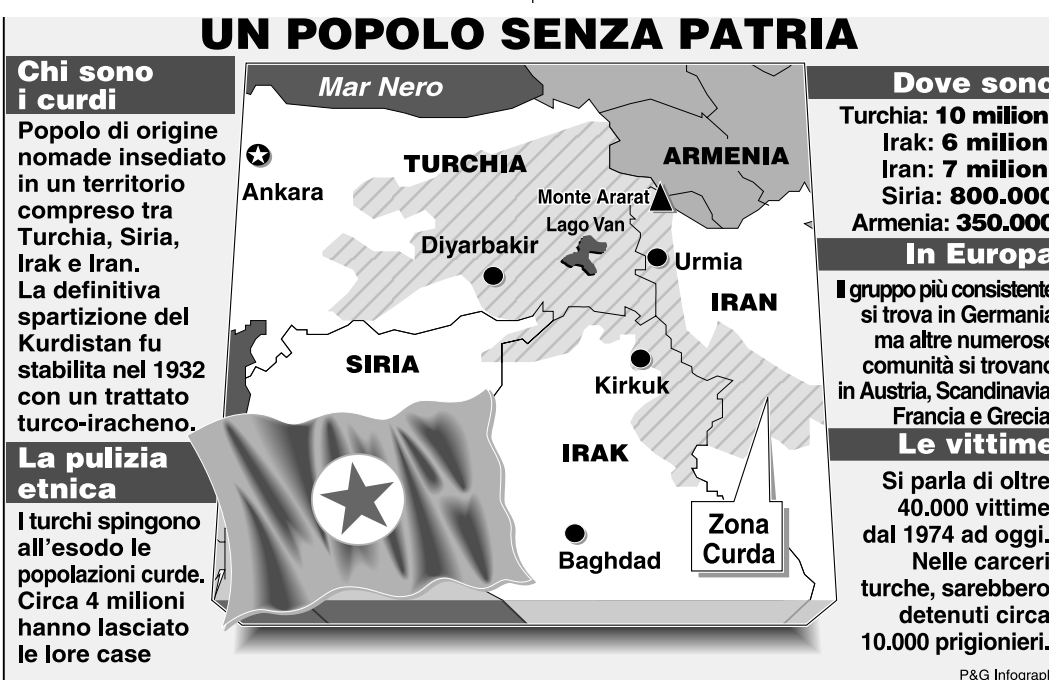 UN POPOLO SENZA PATRIA
Chi sono
i curdi
Popolo di origine
nomade insediato
in un territorio
compreso tra
Turchia, Siria,
Irak e Iran.
La definitiva
spartizione del
Kurdistan fu
stabilita nel 1932
con un trattato
turco-iracheno.
La pulizia
etnica
I turchi spingono
all'esodo le
popolazioni curde.
Circa 4 milioni
hanno lasciato
le lore case
Mar Nero
TURCHIA
ARMENIA
Ankara
Monte Ararat
Lago Van
Diyarbakir
Urmia
IRAN
SIRIA
Kirkuk
IRAK
Zona
Curda
Baghdad
Dove sono
Turchia: 10 milion
Irak: 6 milion
Iran: 7 milion
Siria: 800.000
Armenia: 350.000
In Europa
Il gruppo più consistente
si trova in Germania
ma altre numerose
comunità si trovano
in Austria, Scandinavia
Francia e Grecia
Le vittime
Si parla di oltre
40.000 vittime
dal 1974 ad oggi.
Nelle carceri
turche, sarebbero
detenuti circa
10.000 prigionieri.
P&G Infograph